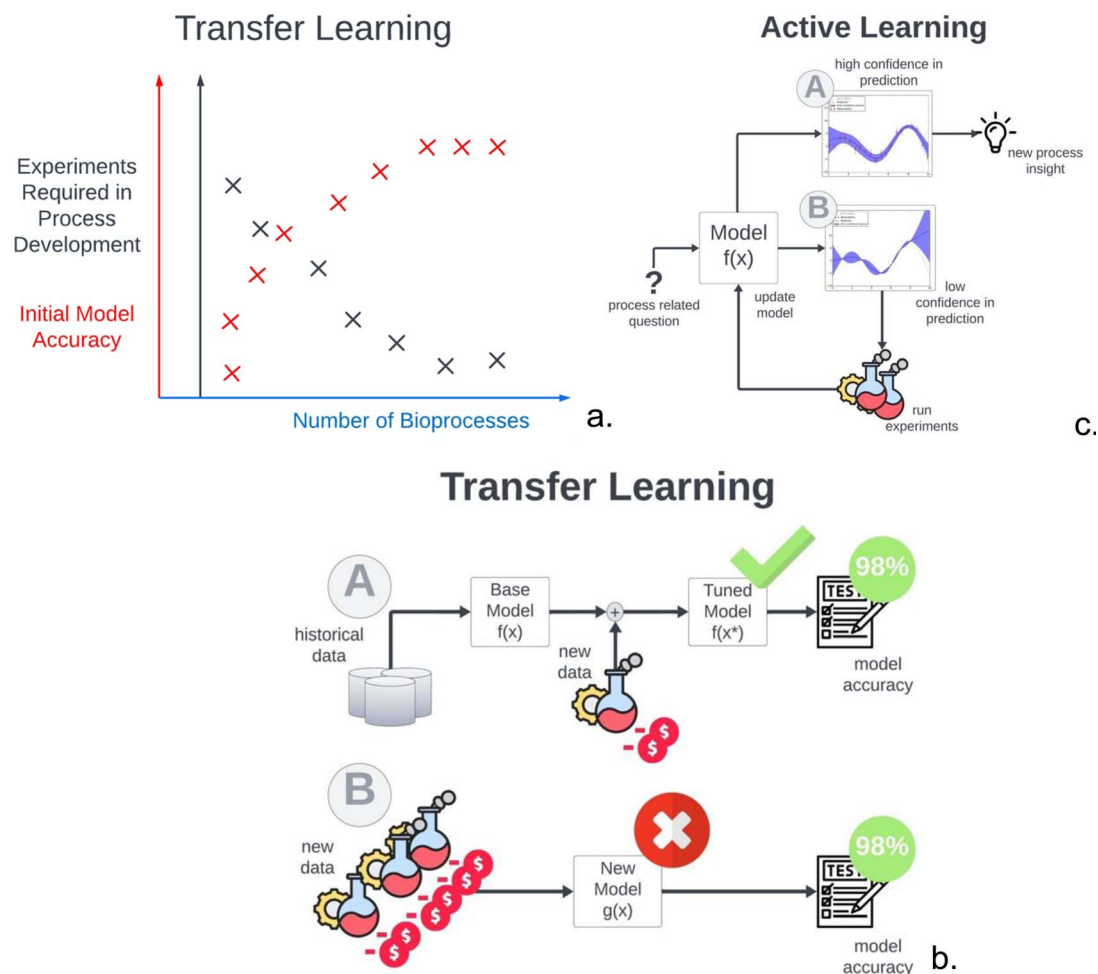 Transfer Learning
Experiments
Required in
Process
Development
Initial Model
Accuracy
Number of Bioprocesses
a.
Active Learning
high confidence in
prediction
A
new process
insight
B
Model
f(x)
?
process related
question
update
model
low
confidence in
prediction
run
experiments
c.
Transfer Learning
A
historical
data
Base
Model
f(x)
+
new
data
$
$
Tuned
Model
f(x*)
98%
TEST
model
accuracy
B
new
data
$
$
$
$
$
$
New
Model
g(x)
98%
TEST
model
accuracy
b.